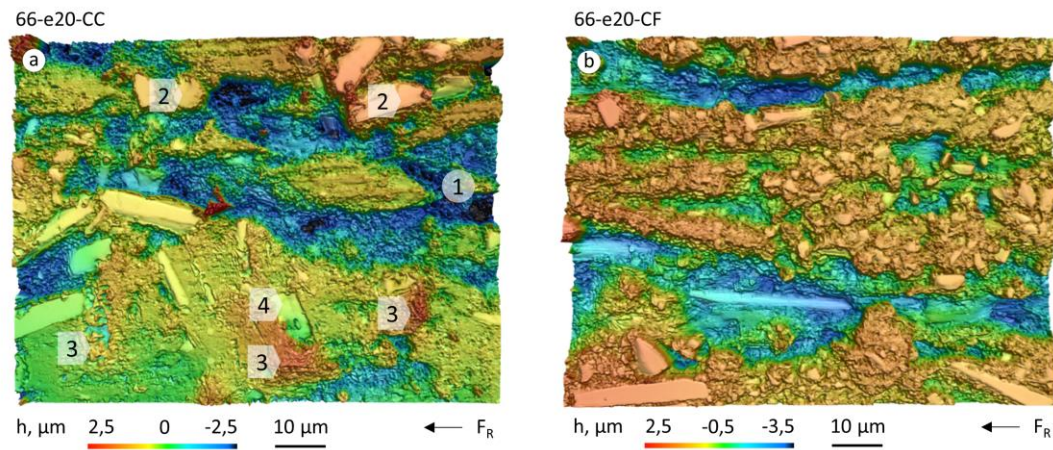 66-e20-CC
66-e20-CF
a
b
2
2
1
4
3
3
3
h, µm 2,5 0 -2,5 10 µm F_R
h, µm 2,5 -0,5 -3,5 10 µm F_R